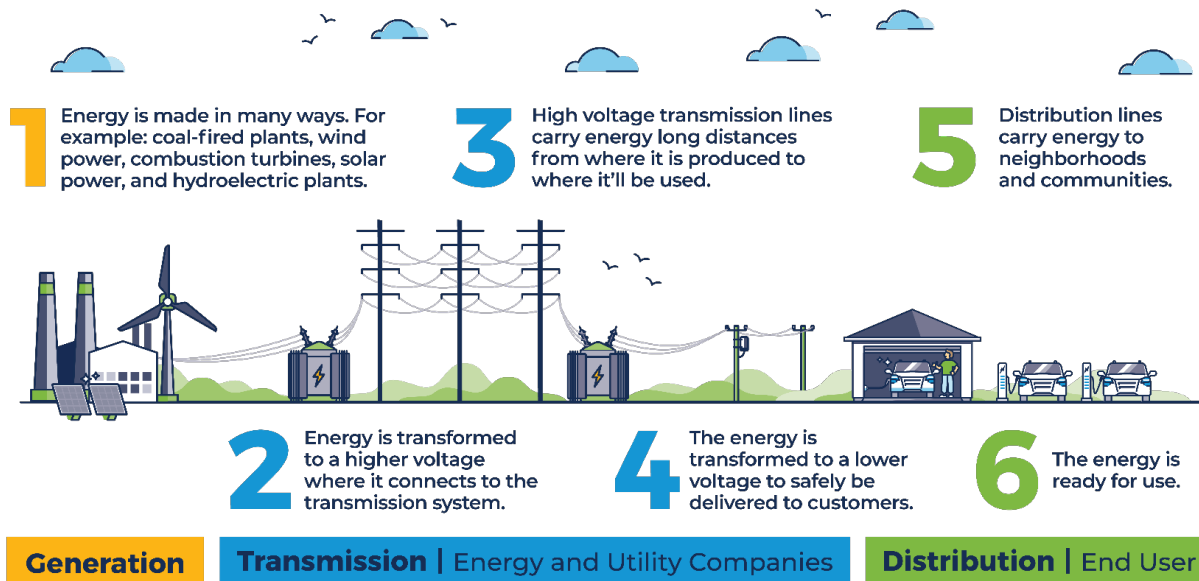 1
Energy is made in many ways. For
example: coal-fired plants, wind
power, combustion turbines, solar
power, and hydroelectric plants.
3
High voltage transmission lines
carry energy long distances
from where it is produced to
where it'll be used.
5
Distribution lines
carry energy to
neighborhoods
and communities.
2
Energy is transformed
to a higher voltage
where it connects to the
transmission system.
4
The energy is
transformed to a lower
voltage to safely be
delivered to customers.
6
The energy is
ready for use.
Generation
Transmission | Energy and Utility Companies
Distribution | End User